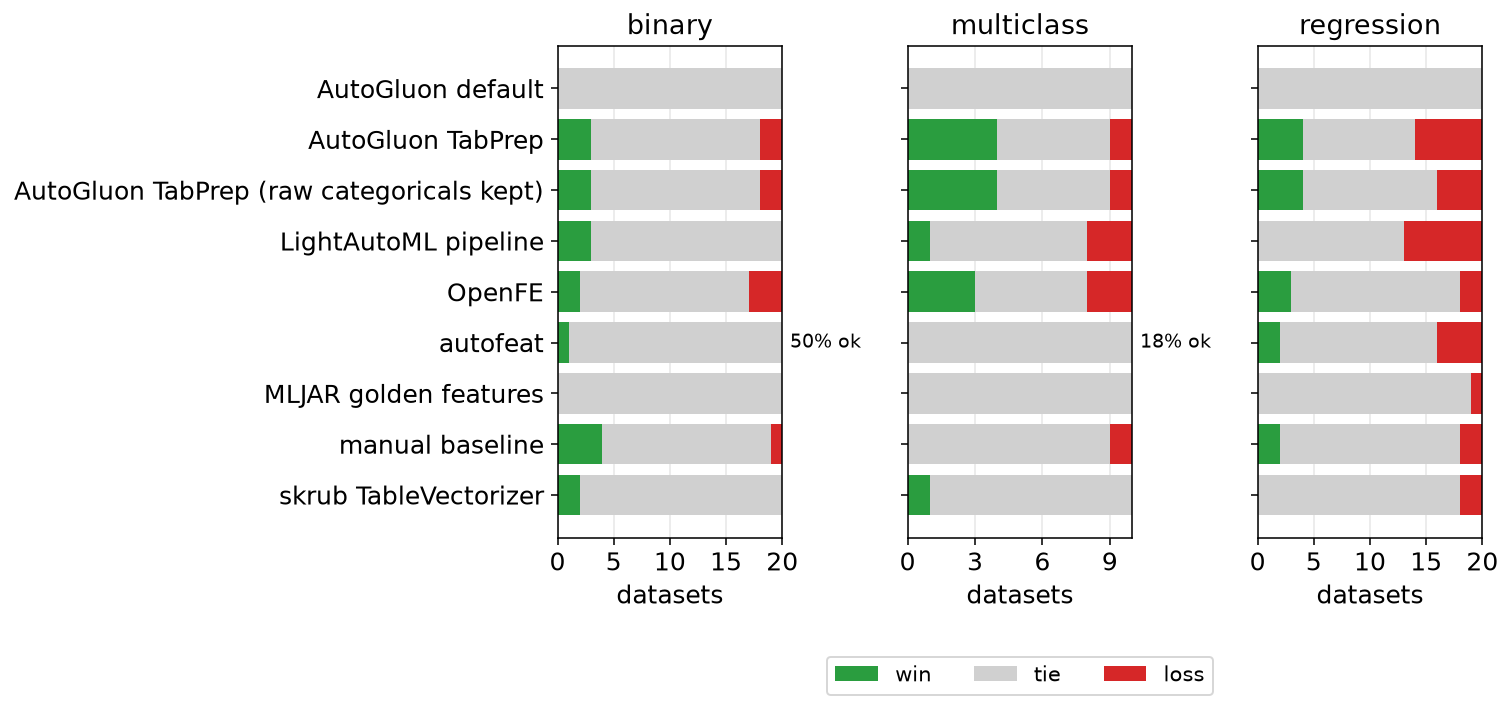 binary multiclass regression
AutoGluon default
AutoGluon TabPrep
AutoGluon TabPrep (raw categoricals kept)
LightAutoML pipeline
OpenFE
autofeat 50% ok 18% ok
MLJAR golden features
manual baseline
skrub TableVectorizer
0 5 10 15 20 0 3 6 9 0 5 10 15 20
datasets datasets datasets
win tie loss